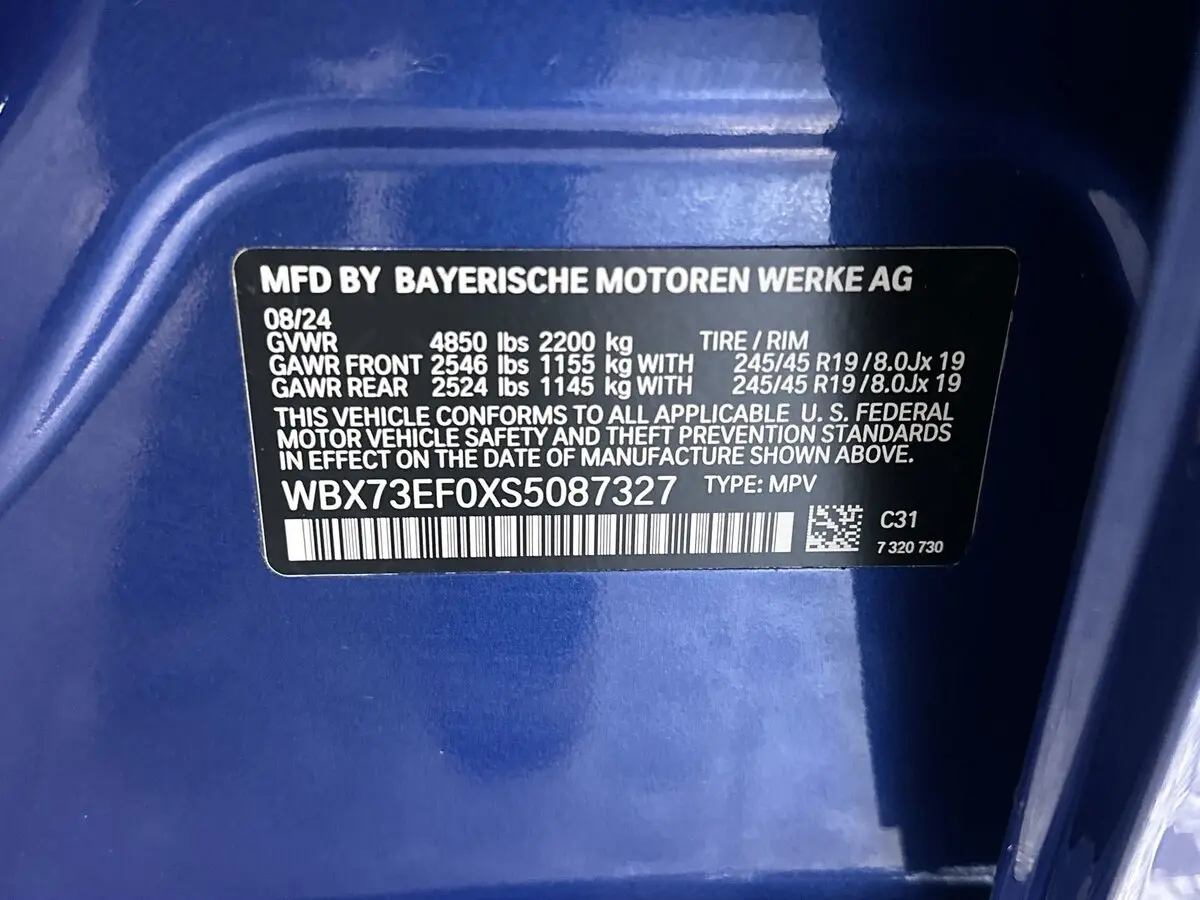 MFD BY BAYERISCHE MOTOREN WERKE AG
08/24
GVWR 4850 lbs 2200 kg TIRE / RIM
GAWR FRONT 2546 lbs 1155 kg WITH 245/45 R19 / 8.0Jx 19
GAWR REAR 2524 lbs 1145 kg WITH 245/45 R19 / 8.0Jx 19
THIS VEHICLE CONFORMS TO ALL APPLICABLE U. S. FEDERAL
MOTOR VEHICLE SAFETY AND THEFT PREVENTION STANDARDS
IN EFFECT ON THE DATE OF MANUFACTURE SHOWN ABOVE.
WBX73EF0XS5087327 TYPE: MPV
C31
7 320 730